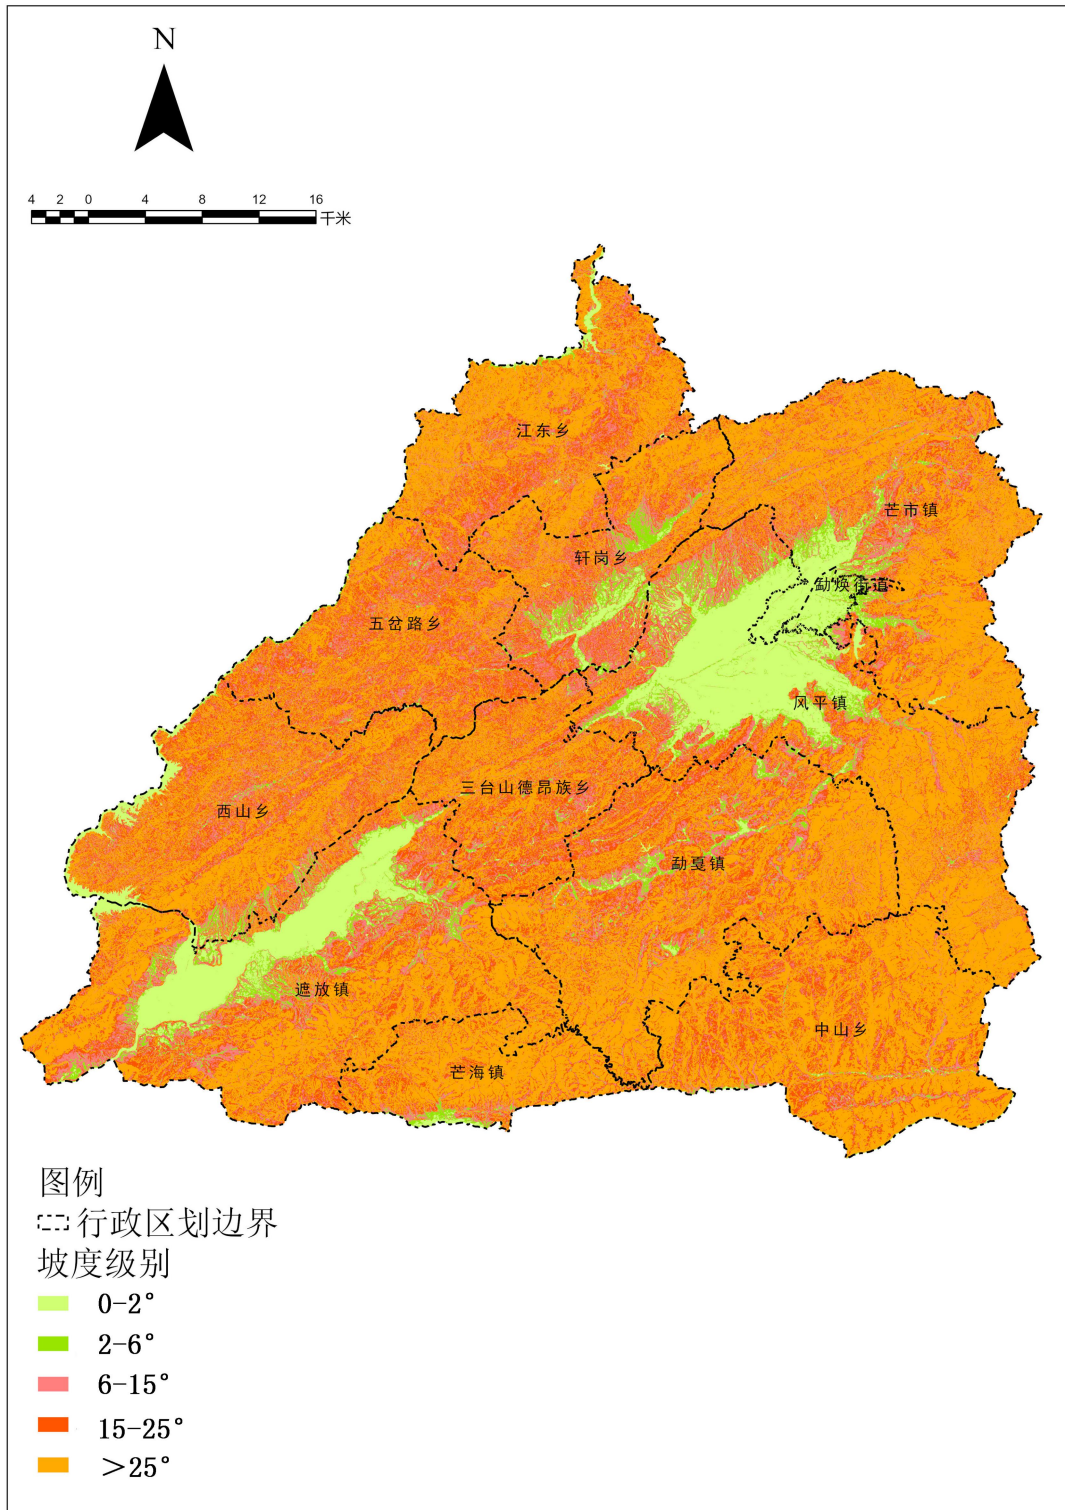 N
4 2 0 4 8 12 16
千米
江东乡
芒市镇
轩岗乡
勐焕街道
五岔路乡
风平镇
三台山德昂族乡
西山乡
勐戛镇
遮放镇
中山乡
芒海镇
图例
行政区划边界
坡度级别
0-2°
2-6°
6-15°
15-25°
>25°